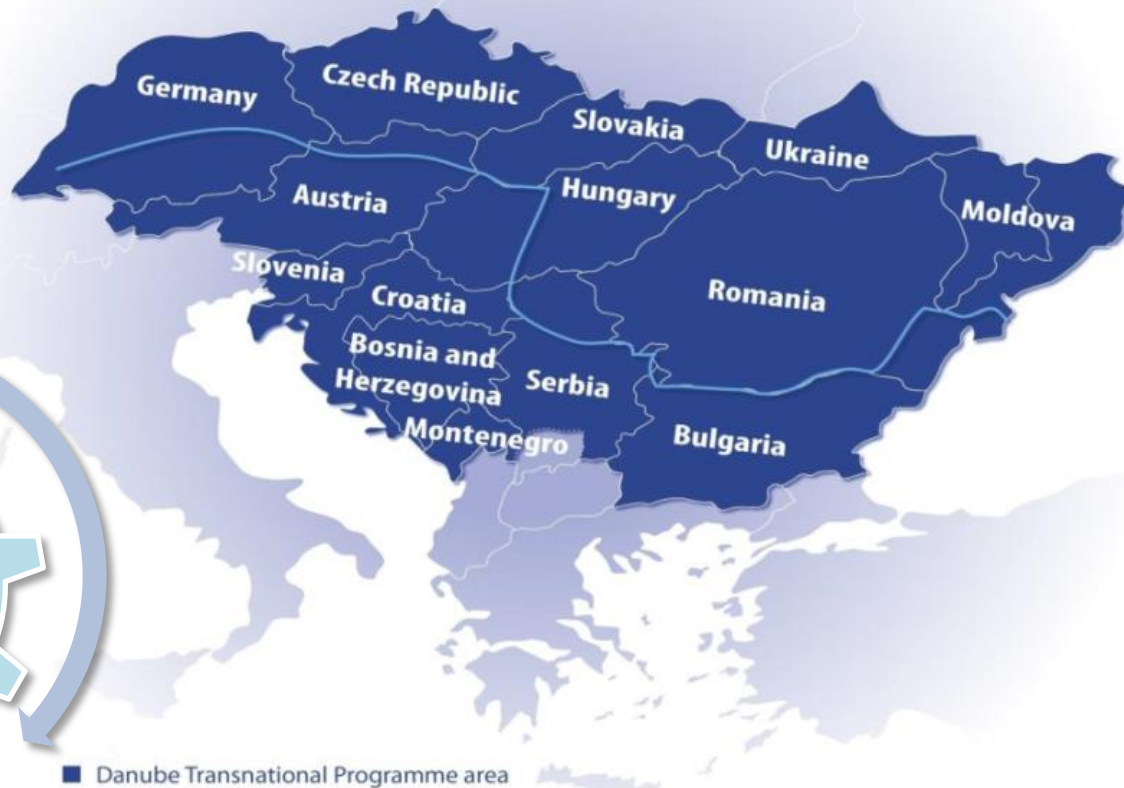 Germany
Czech Republic
Slovakia
Ukraine
Austria
Hungary
Moldova
Slovenia
Croatia
Romania
Bosnia and
Herzegovina
Serbia
Montenegro
Bulgaria
Danube Transnational Programme area